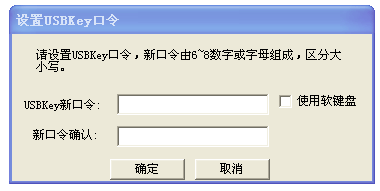 设置USBKey口令
请设置USBKey口令，新口令由6~8数字或字母组成，区分大
小写。
USBKey新口令: 使用软键盘
新口令确认:
确定 取消